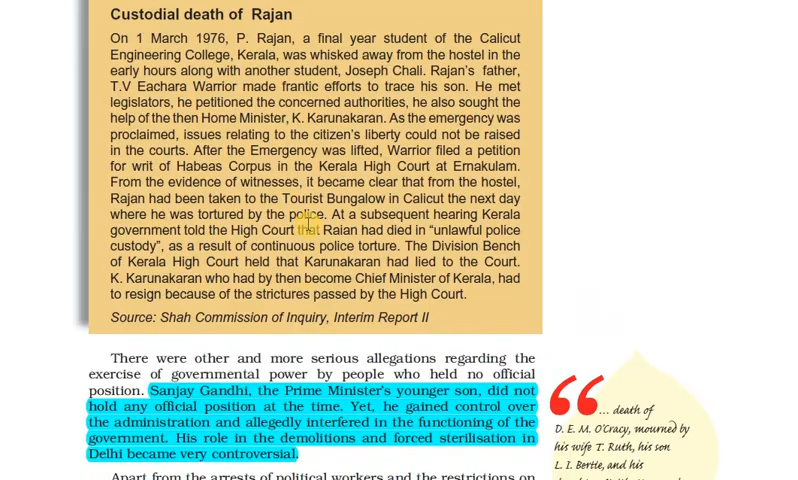 Custodial death of Rajan
On 1 March 1976, P. Rajan, a final year student of the Calicut
Engineering College, Kerala, was whisked away from the hostel in the
early hours along with another student, Joseph Chali. Rajan's father,
T.V Eachara Warrior made frantic efforts to trace his son. He met
legislators, he petitioned the concerned authorities, he also sought the
help of the then Home Minister, K. Karunakaran. As the emergency was
proclaimed, issues relating to the citizen's liberty could not be raised
in the courts. After the Emergency was lifted, Warrior filed a petition
for writ of Habeas Corpus in the Kerala High Court at Ernakulam.
From the evidence of witnesses, it became clear that from the hostel,
Rajan had been taken to the Tourist Bungalow in Calicut the next day
where he was tortured by the police. At a subsequent hearing Kerala
government told the High Court that Raian had died in “unlawful police
custody”, as a result of continuous police torture. The Division Bench
of Kerala High Court held that Karunakaran had lied to the Court.
K. Karunakaran who had by then become Chief Minister of Kerala, had
to resign because of the strictures passed by the High Court.
Source: Shah Commission of Inquiry, Interim Report II
There were other and more serious allegations regarding the
exercise of governmental power by people who held no official
position. Sanjay Gandhi, the Prime Minister's younger son, did not
hold any official position at the time. Yet, he gained control over
the administration and allegedly interfered in the functioning of the
government. His role in the demolitions and forced sterilisation in
Delhi became very controversial.
Apart from the arrests of political workers and the restrictions on
“... death of
D. E. M. O'Cracy, mourned by
his wife T. Ruth, his son
L. I. Bertie, and his